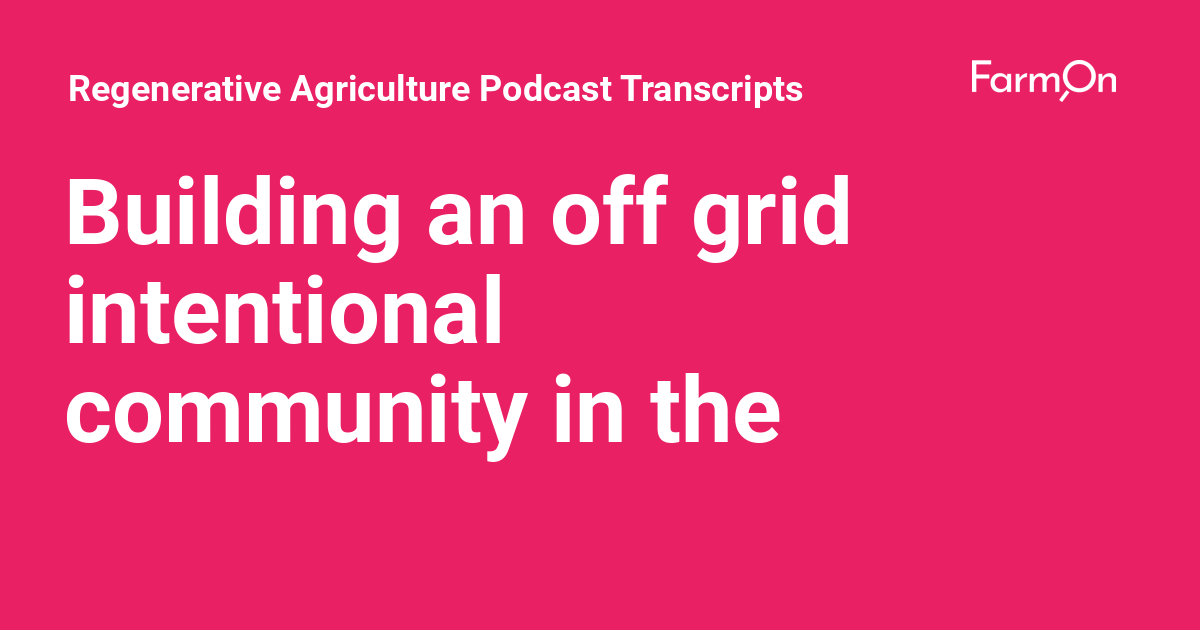 Regenerative Agriculture Podcast Transcripts
FarmOn
Building an off grid
intentional
community in the